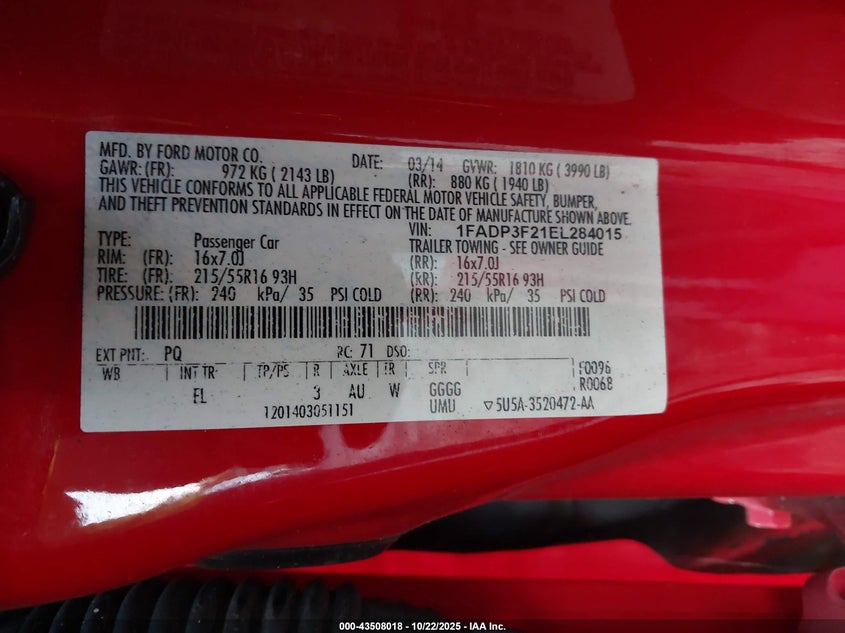 MFD. BY FORD MOTOR CO. DATE: 03/14 GVWR: 1810 KG ( 3990 LB)
GAWR: (FR): 972 KG ( 2143 LB) (RR): 880 KG ( 1940 LB)
THIS VEHICLE CONFORMS TO ALL APPLICABLE FEDERAL MOTOR VEHICLE SAFETY, BUMPER,
AND THEFT PREVENTION STANDARDS IN EFFECT ON THE DATE OF MANUFACTURE SHOWN ABOVE.
VIN: 1FADP3F21EL284015
TYPE: Passenger Car TRAILER TOWING - SEE OWNER GUIDE
RIM: (FR): 16x7.0J (RR): 16x7.0J
TIRE: (FR): 215/55R16 93H (RR): 215/55R16 93H
PRESSURE: (FR): 240 kPa/ 35 PSI COLD (RR): 240 kPa/ 35 PSI COLD
EXT PNT: PQ RC: 71 DSO: F0096
WB INT TR TP/PS R AXLE TR SPR R0068
EL 3 AU W GGGG
1201403051151 UMU ▽5U5A-3520472-AA
000-43508018 - 10/22/2025 - IAA Inc.